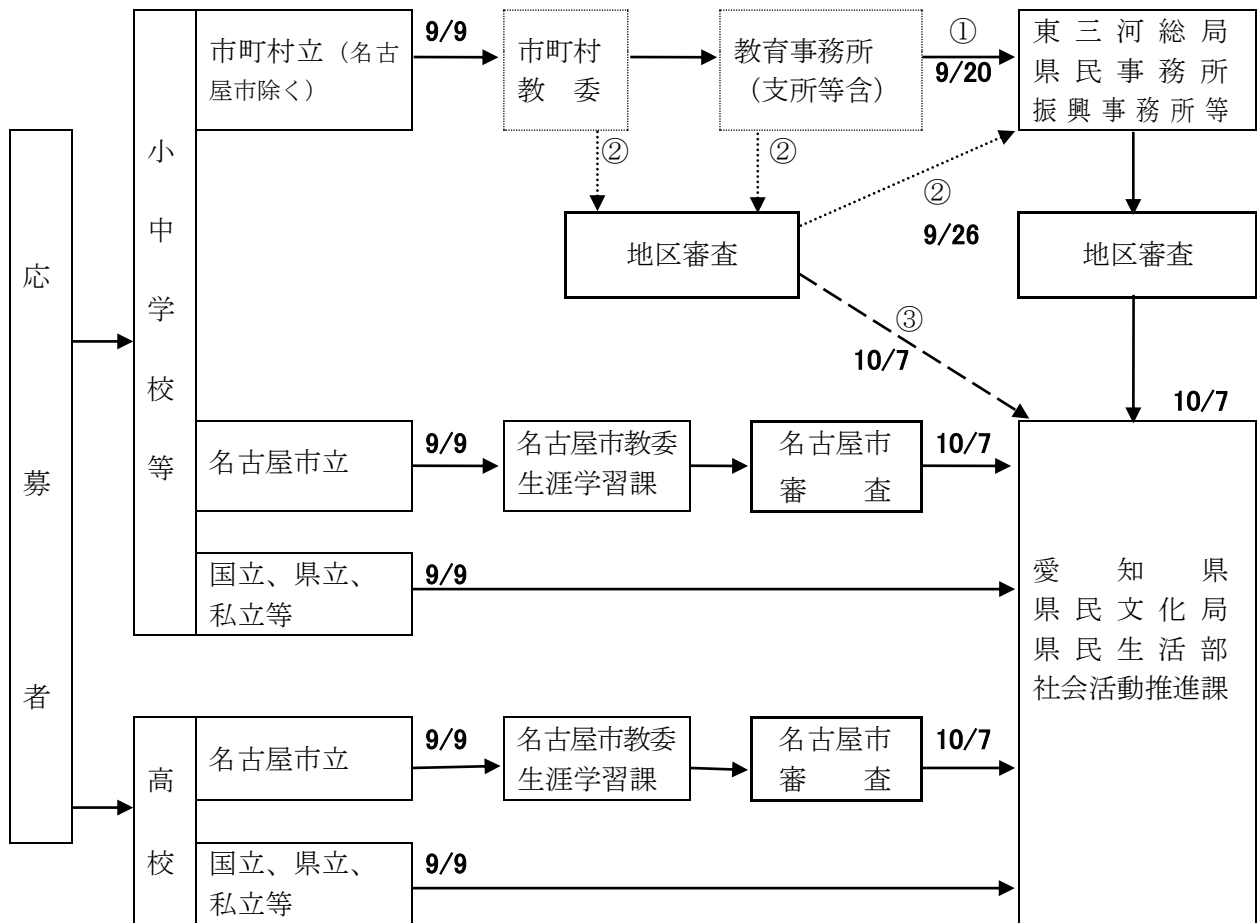 応募者
小中学校等
市町村立（名古
屋市除く）
9/9
市町村
教　委
教育事務所
（支所等含）
①
9/20
東三河総局
県民事務所
振興事務所等
②
②
②
9/26
地区審査
地区審査
③
10/7
10/7
名古屋市立
9/9
名古屋市教委
生涯学習課
名古屋市
審　　査
10/7
国立、県立、
私立等
9/9
愛　知　県
県民文化局
県民生活部
社会活動推進課
高校
名古屋市立
9/9
名古屋市教委
生涯学習課
名古屋市
審　　査
10/7
国立、県立、
私立等
9/9